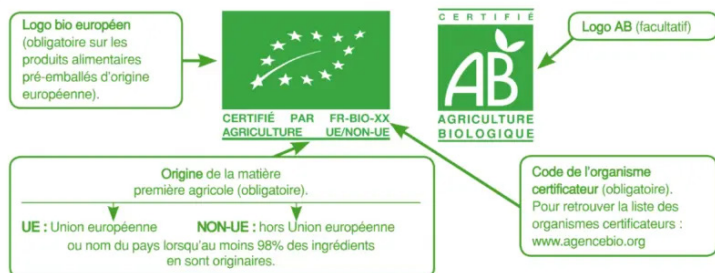 Logo bio européen
(obligatoire sur les
produits alimentaires
pré-emballés d'origine
européenne).
CERTIFIÉ PAR FR-BIO-XX
AGRICULTURE UE/NON-UE
CERTIFIÉ
AB
AGRICULTURE
BIOLOGIQUE
Logo AB (facultatif)
Origine de la matière
première agricole (obligatoire).
UE : Union européenne NON-UE : hors Union européenne
ou nom du pays lorsqu'au moins 98% des ingrédients
en sont originaires.
Code de l'organisme
certificateur (obligatoire).
Pour retrouver la liste des
organismes certificateurs :
www.agencebio.org